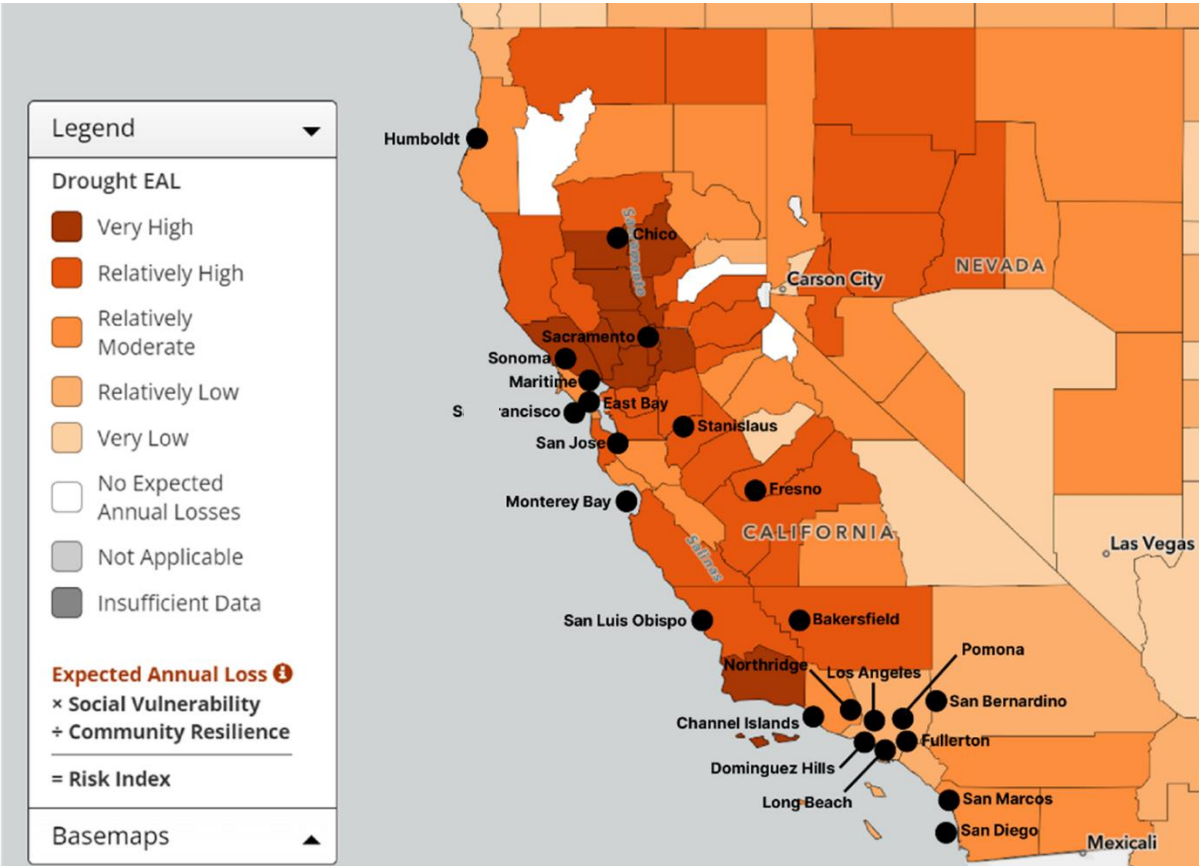 Legend
Drought EAL
Very High
Relatively High
Relatively
Moderate
Relatively Low
Very Low
No Expected
Annual Losses
Not Applicable
Insufficient Data
Expected Annual Loss
× Social Vulnerability
÷ Community Resilience
= Risk Index
Basemaps
Humboldt
Chico
Carson City
NEVADA
Sacramento
Sonoma
Maritime
East Bay
S ancisco
Stanislaus
San Jose
Fresno
Monterey Bay
CALIFORNIA
Salinas
Las Vegas
San Luis Obispo
Bakersfield
Pomona
Northridge
Los Angeles
San Bernardino
Channel Islands
Fullerton
Dominguez Hills
Long Beach
San Marcos
San Diego
Mexicali